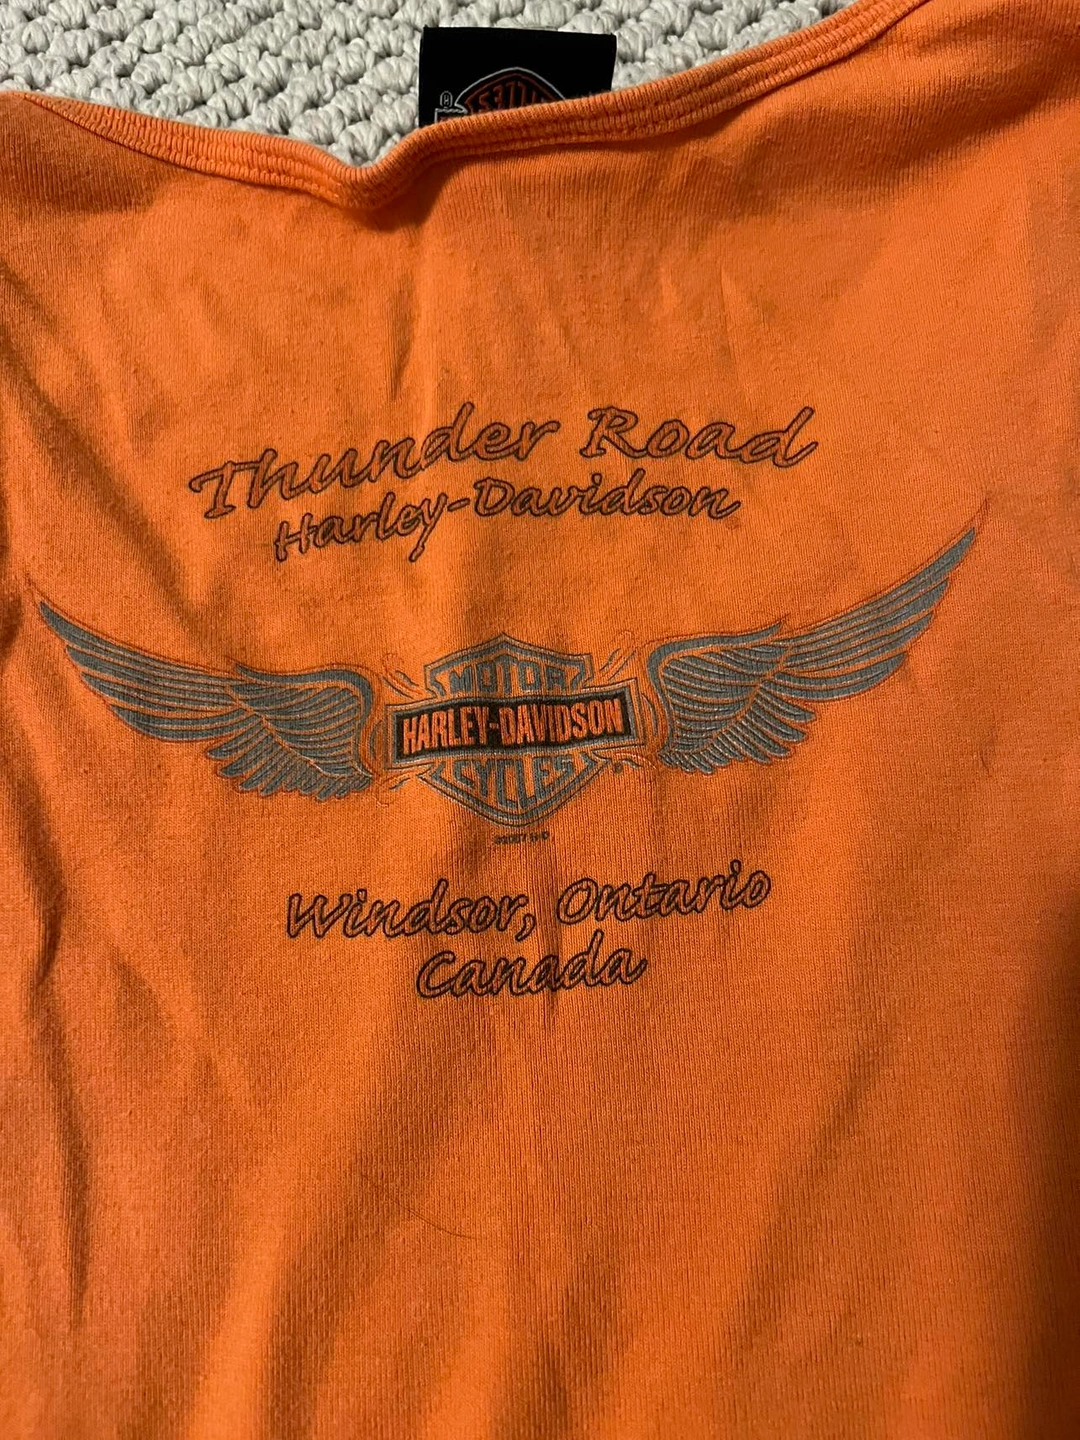 Thunder Road
Harley-Davidson
MOTOR
HARLEY-DAVIDSON
CYCLES
®
Windsor, Ontario
Canada